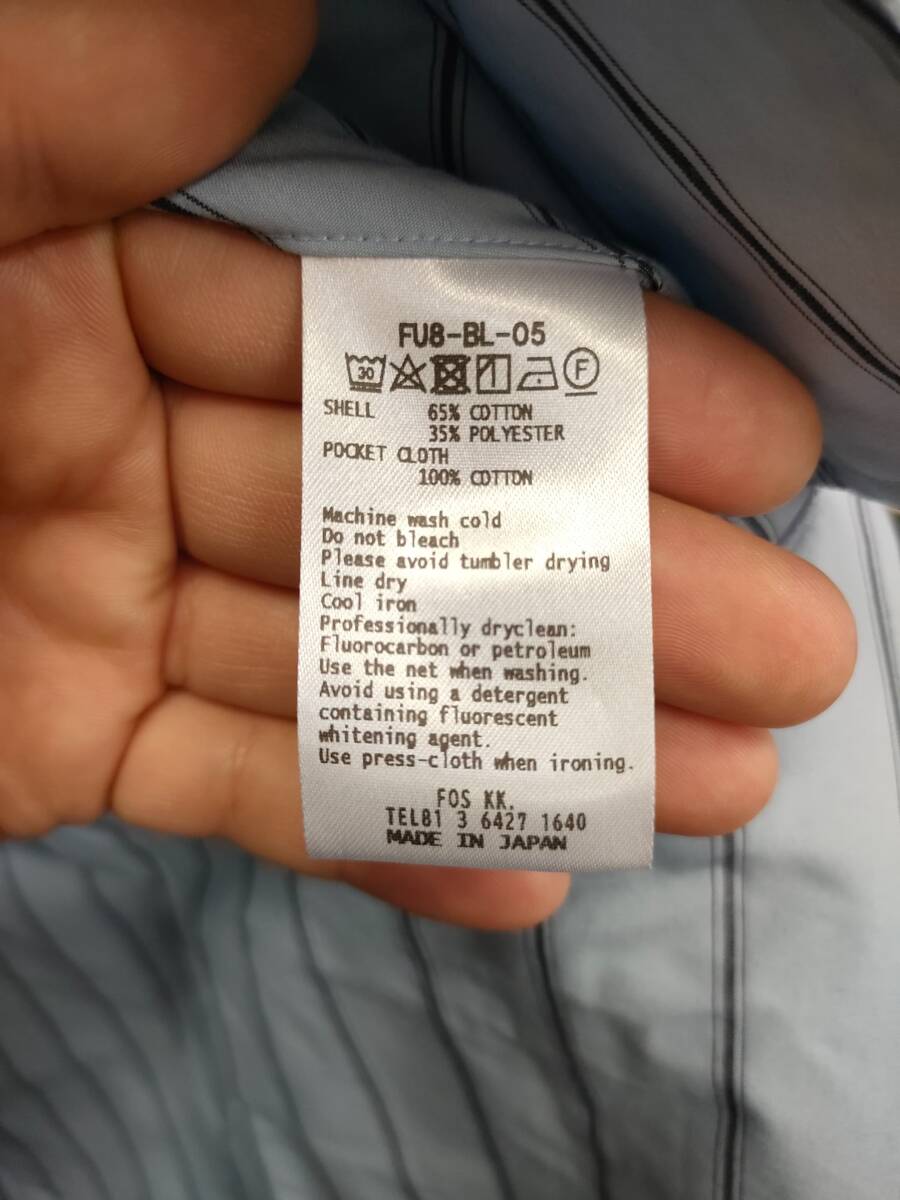 FU8-BL-05
30 F
SHELL 65% COTTON
35% POLYESTER
POCKET CLOTH
100% COTTON
Machine wash cold
Do not bleach
Please avoid tumbler drying
Line dry
Cool iron
Professionally dryclean:
Fluorocarbon or petroleum
Use the net when washing.
Avoid using a detergent
containing fluorescent
whitening agent.
Use press-cloth when ironing.
FOS KK.
TEL81 3 6427 1640
MADE IN JAPAN